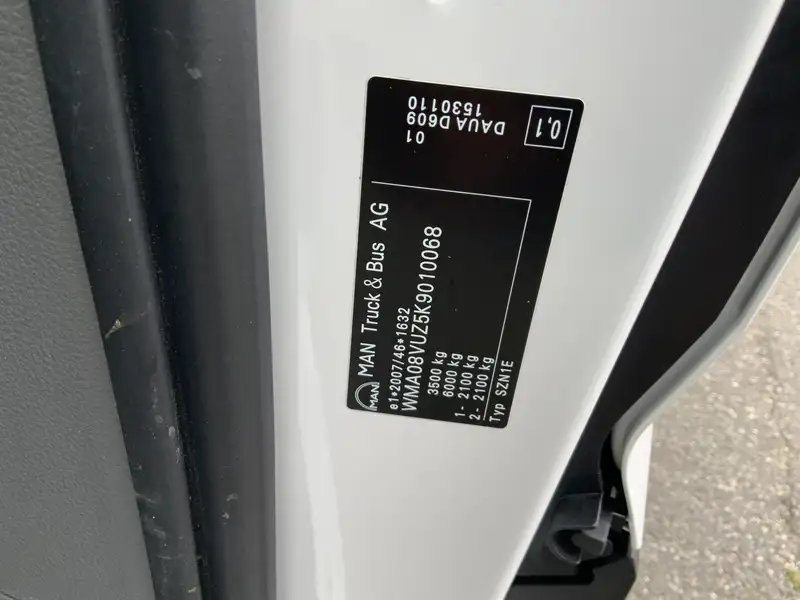 MAN
MAN Truck & Bus AG
e1*2007/46*1632
WMA08VUZ5K9010068
3500 kg
6000 kg
1- 2100 kg
2- 2100 kg
Typ SZN1E
01
DAUA D609
1530110
0,1